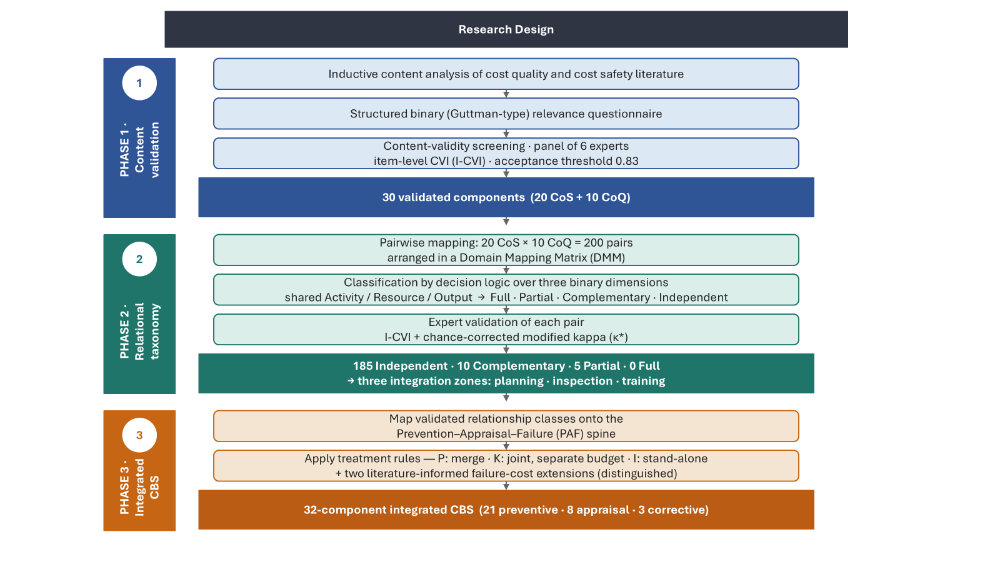 Research Design
1
PHASE 1 ·
Content
validation
Inductive content analysis of cost quality and cost safety literature
Structured binary (Guttman-type) relevance questionnaire
Content-validity screening · panel of 6 experts
item-level CVI (I-CVI) · acceptance threshold 0.83
30 validated components (20 CoS + 10 CoQ)
2
PHASE 2 ·
Relational
taxonomy
Pairwise mapping: 20 CoS × 10 CoQ = 200 pairs
arranged in a Domain Mapping Matrix (DMM)
Classification by decision logic over three binary dimensions
shared Activity / Resource / Output → Full · Partial · Complementary · Independent
Expert validation of each pair
I-CVI + chance-corrected modified kappa (κ*)
185 Independent · 10 Complementary · 5 Partial · 0 Full
→ three integration zones: planning · inspection · training
3
PHASE 3 ·
Integrated
CBS
Map validated relationship classes onto the
Prevention–Appraisal–Failure (PAF) spine
Apply treatment rules — P: merge · K: joint, separate budget · I: stand-alone
+ two literature-informed failure-cost extensions (distinguished)
32-component integrated CBS (21 preventive · 8 appraisal · 3 corrective)